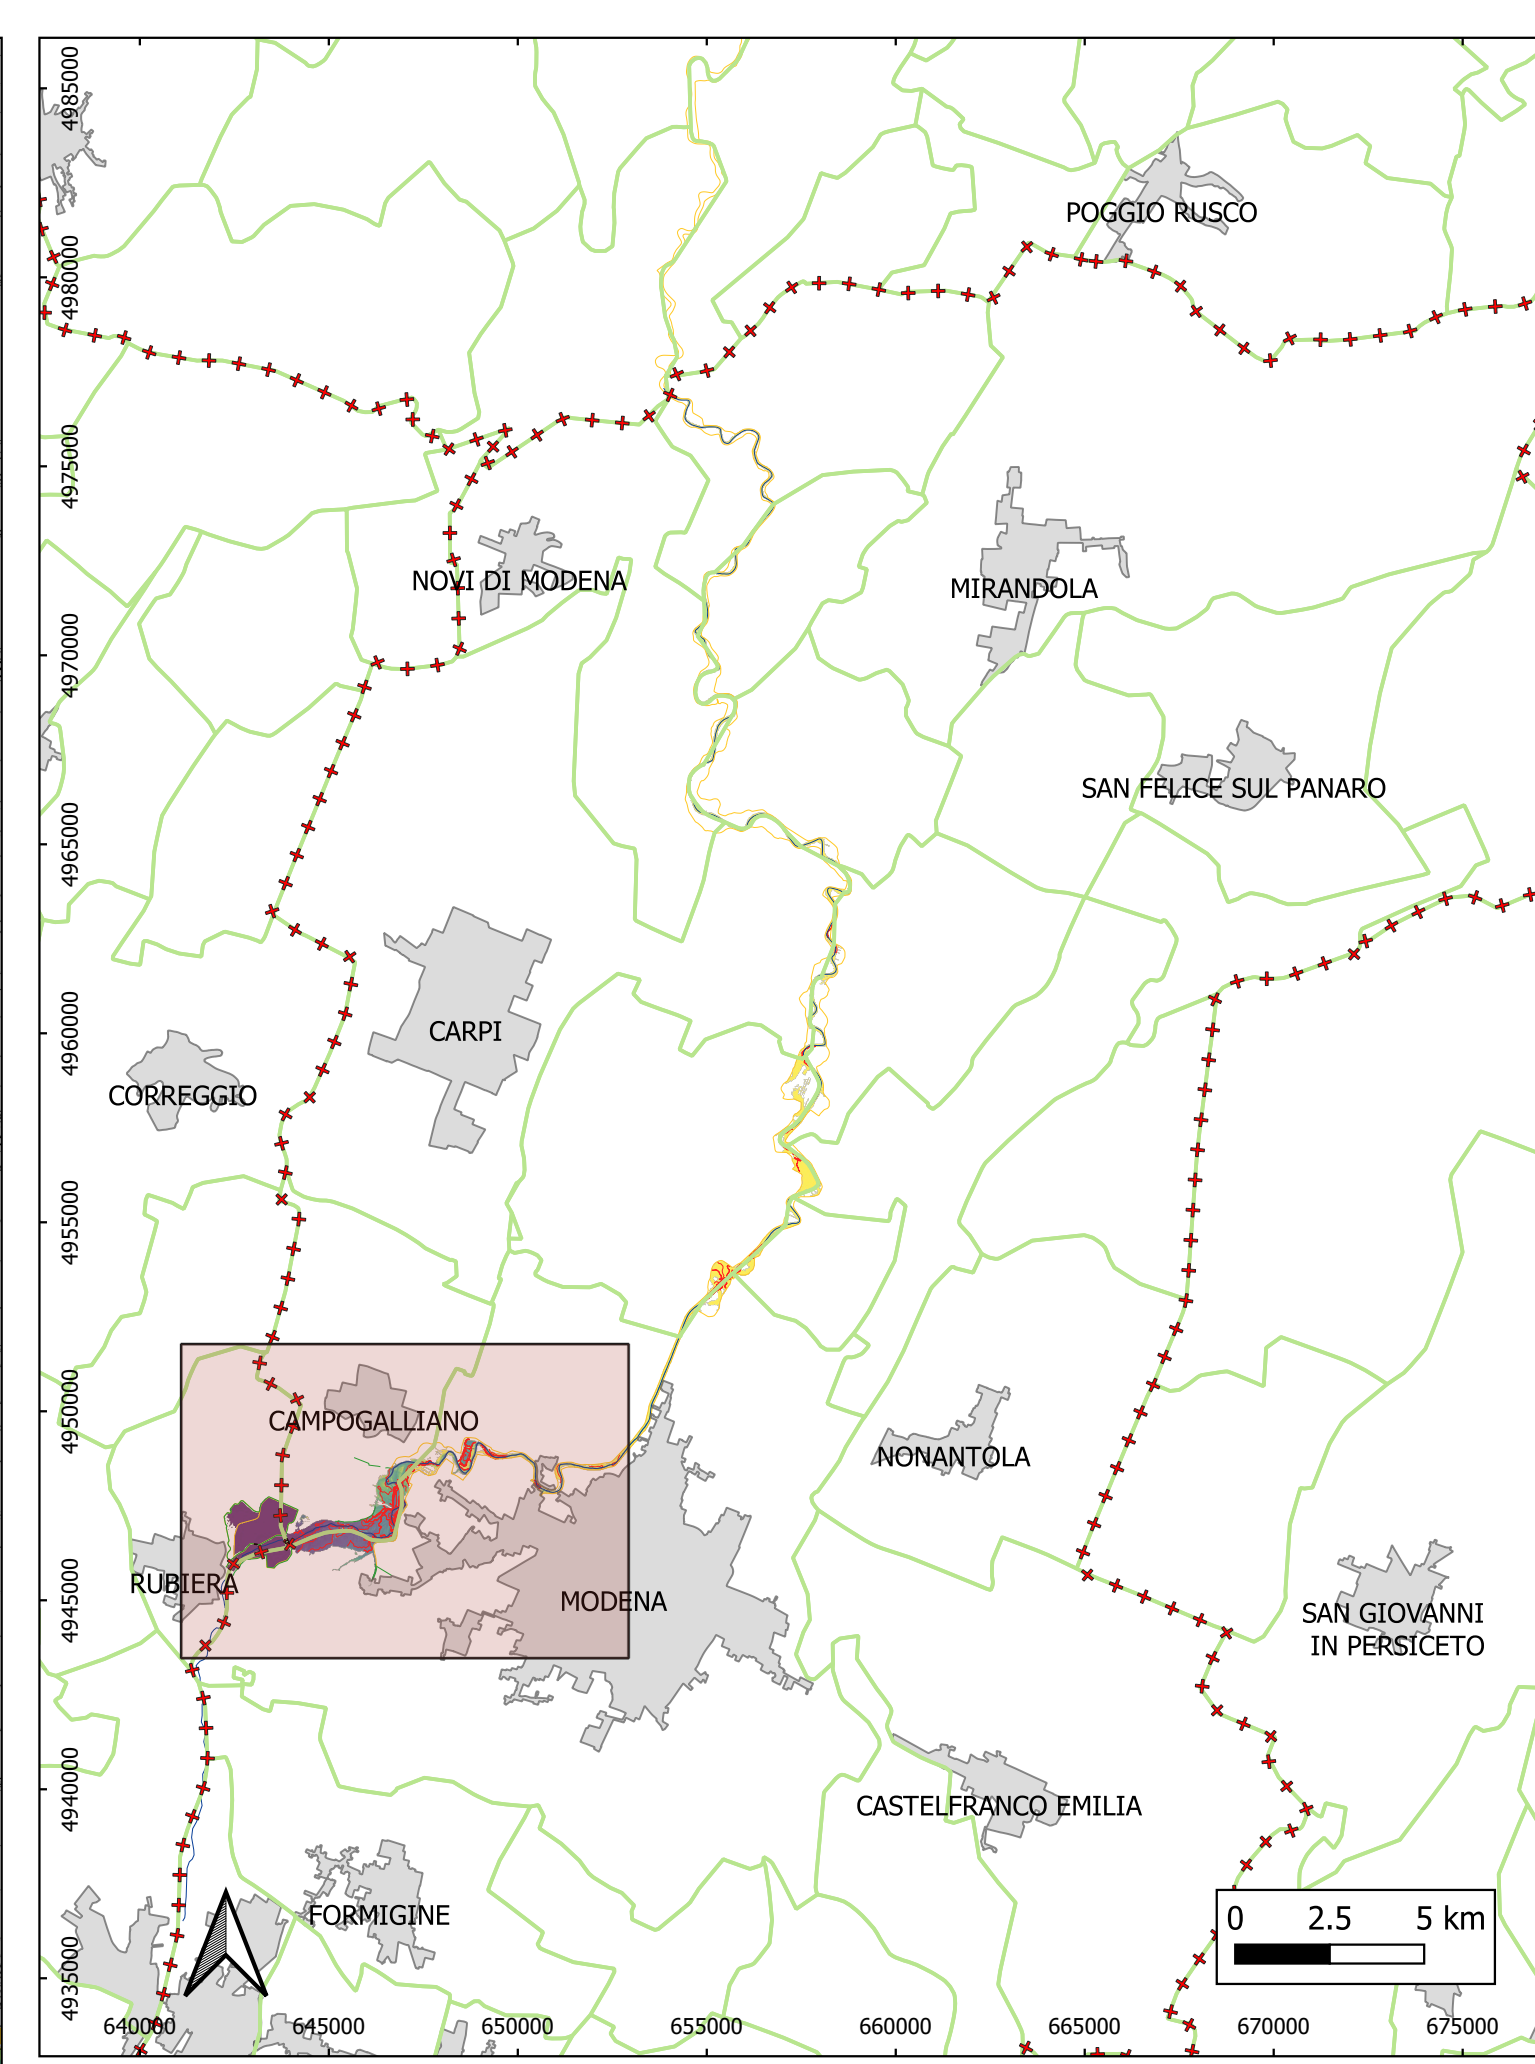 4985000
POGGIO RUSCO
4980000
4975000
NOVI DI MODENA
MIRANDOLA
4970000
SAN FELICE SUL PANARO
4965000
CARPI
4960000
CORREGGIO
4955000
CAMPOGALLIANO
4950000
NONANTOLA
RUBIERA
MODENA
4945000
SAN GIOVANNI
IN PERSICETO
4940000
CASTELFRANCO EMILIA
FORMIGINE
0 2.5 5 km
4935000
640000 645000 650000 655000 660000 665000 670000 675000